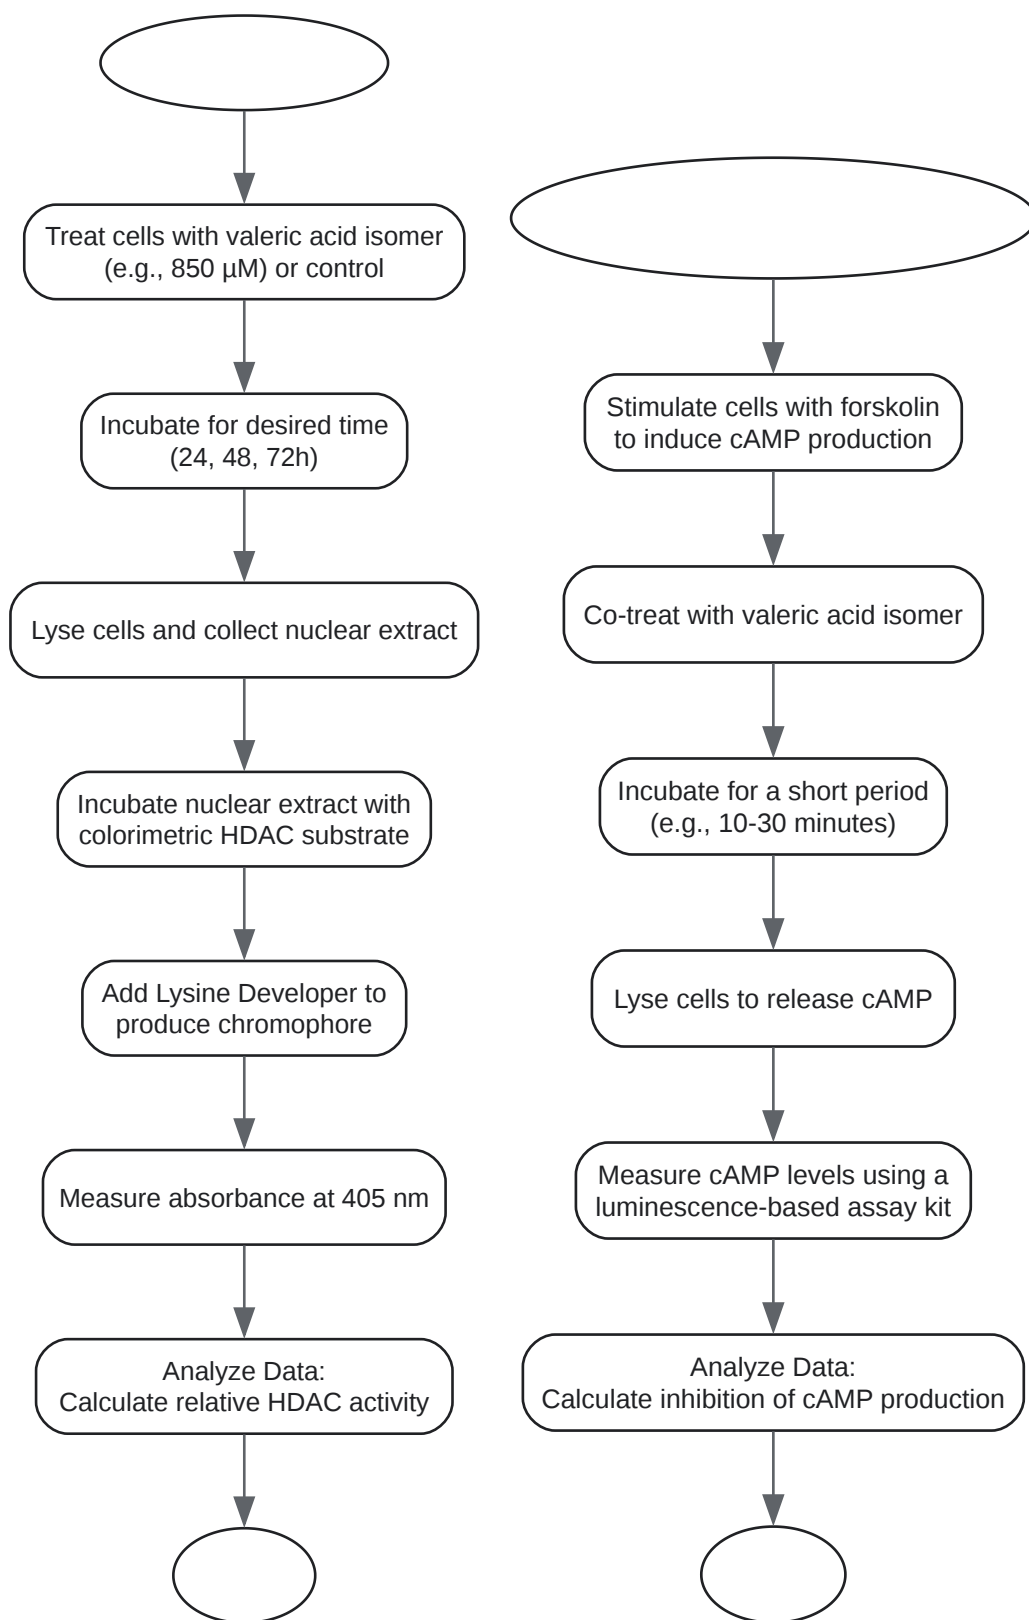 Treat cells with valeric acid isomer
(e.g., 850 µM) or control
Incubate for desired time
(24, 48, 72h)
Lyse cells and collect nuclear extract
Incubate nuclear extract with
colorimetric HDAC substrate
Add Lysine Developer to
produce chromophore
Measure absorbance at 405 nm
Analyze Data:
Calculate relative HDAC activity
Stimulate cells with forskolin
to induce cAMP production
Co-treat with valeric acid isomer
Incubate for a short period
(e.g., 10-30 minutes)
Lyse cells to release cAMP
Measure cAMP levels using a
luminescence-based assay kit
Analyze Data:
Calculate inhibition of cAMP production